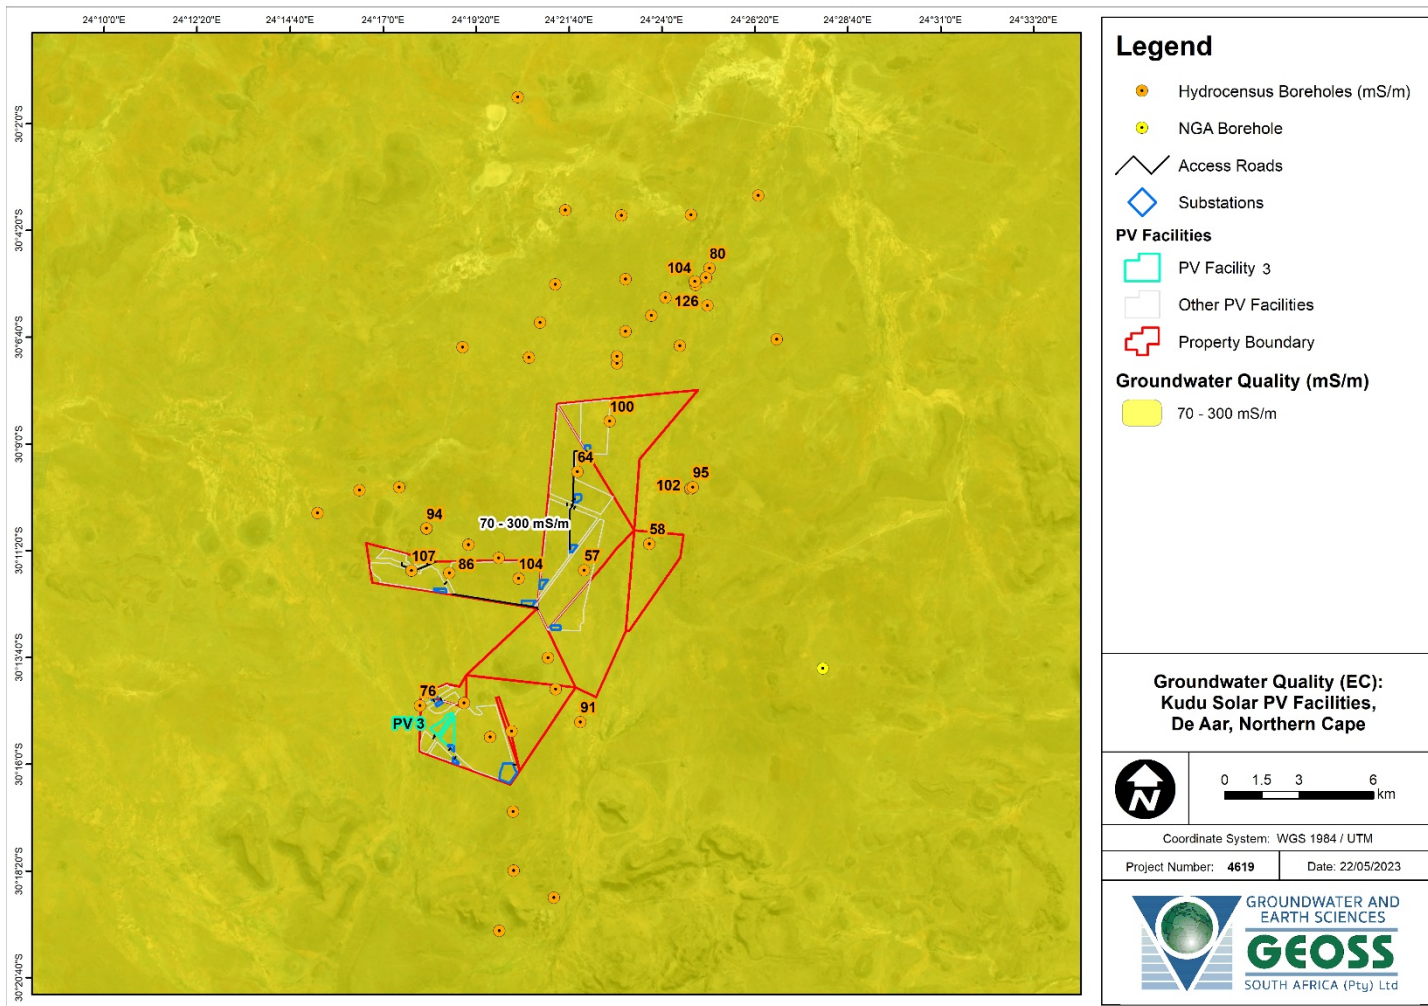 24°10'0"E
24°12'20"E
24°14'40"E
24°17'0"E
24°19'20"E
24°21'40"E
24°24'0"E
24°26'20"E
24°28'40"E
24°31'0"E
24°33'20"E
30°2'0"S
30°4'20"S
30°6'40"S
30°9'0"S
30°11'20"S
30°13'40"S
30°16'0"S
30°18'20"S
30°20'40"S
80
104
126
100
64
95
102
94
70 - 300 mS/m
58
107
86
104
57
76
PV 3
91
Legend
Hydrocensus Boreholes (mS/m)
NGA Borehole
Access Roads
Substations
PV Facilities
PV Facility 3
Other PV Facilities
Property Boundary
Groundwater Quality (mS/m)
70 - 300 mS/m
Groundwater Quality (EC):
Kudu Solar PV Facilities,
De Aar, Northern Cape
N
0 1.5 3 6
km
Coordinate System: WGS 1984 / UTM
Project Number: 4619
Date: 22/05/2023
GROUNDWATER AND
EARTH SCIENCES
GEOSS
SOUTH AFRICA (Pty) Ltd